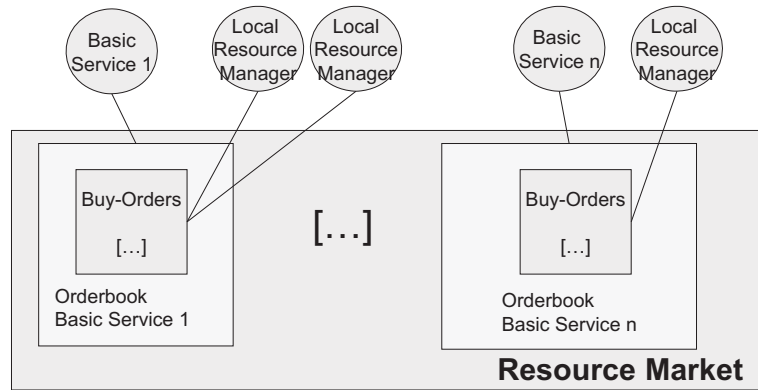 Basic
Service 1
Local
Resource
Manager
Local
Resource
Manager
Basic
Service n
Local
Resource
Manager
Buy-Orders
[...]
Orderbook
Basic Service 1
[...]
Buy-Orders
[...]
Orderbook
Basic Service n
Resource Market